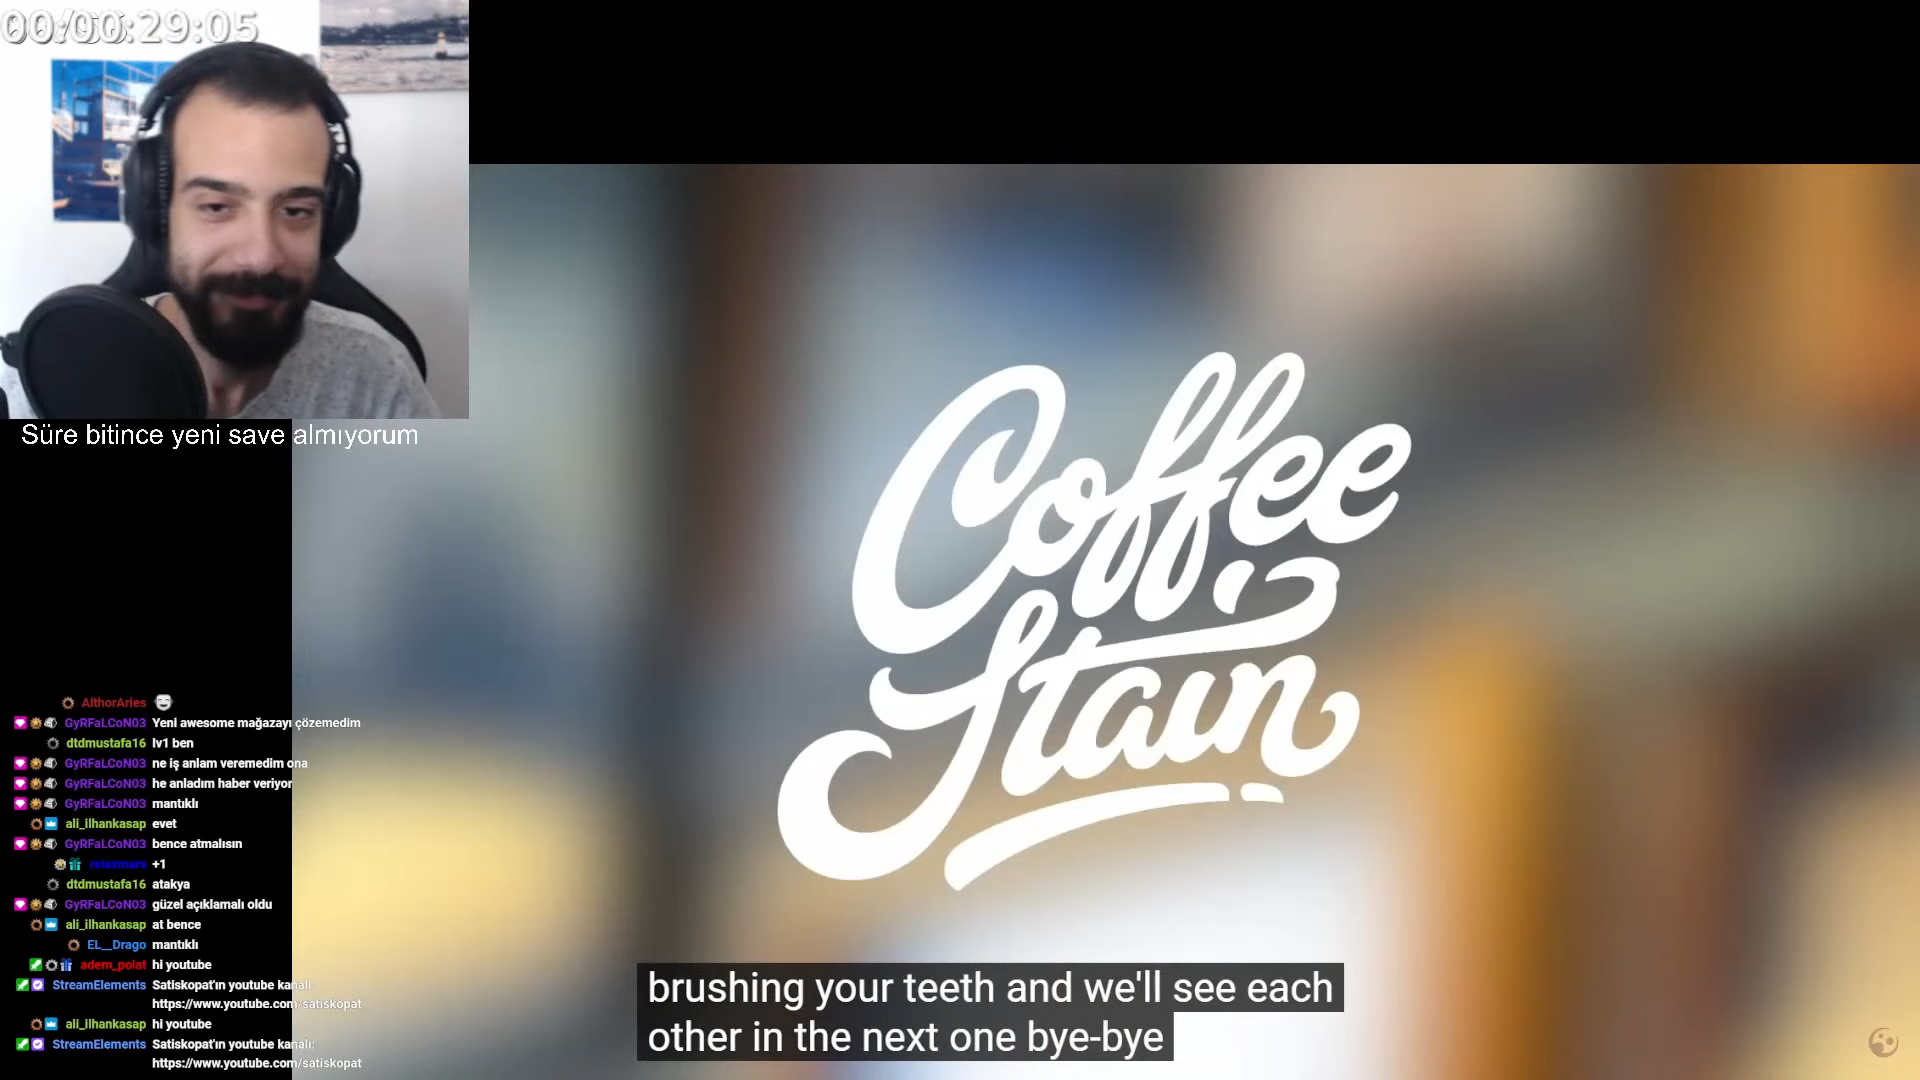 :29:05
Süre bitince yeni save almıyorum
Coffee
Stain
AlthorAries
GyRFaLCoN03 Yeni awesome mağazayı çözemedim
dtdmustafa16 lv1 ben
GyRFaLCoN03 ne iş anlam veremedim ona
GyRFaLCoN03 he anladım haber veriyor
GyRFaLCoN03 mantıklı
ali_ilhankasap evet
GyRFaLCoN03 bence atmalısın
+1
dtdmustafa16 atakya
GyRFaLCoN03 güzel açıklamalı oldu
ali_ilhankasap at bence
EL__Drago mantıklı
adem_polat hi youtube
StreamElements Satiskopat'ın youtube kanalı:
https://www.youtube.com/satiskopat
ali_ilhankasap hi youtube
StreamElements Satiskopat'ın youtube kanalı:
https://www.youtube.com/satiskopat
brushing your teeth and we'll see each
other in the next one bye-bye